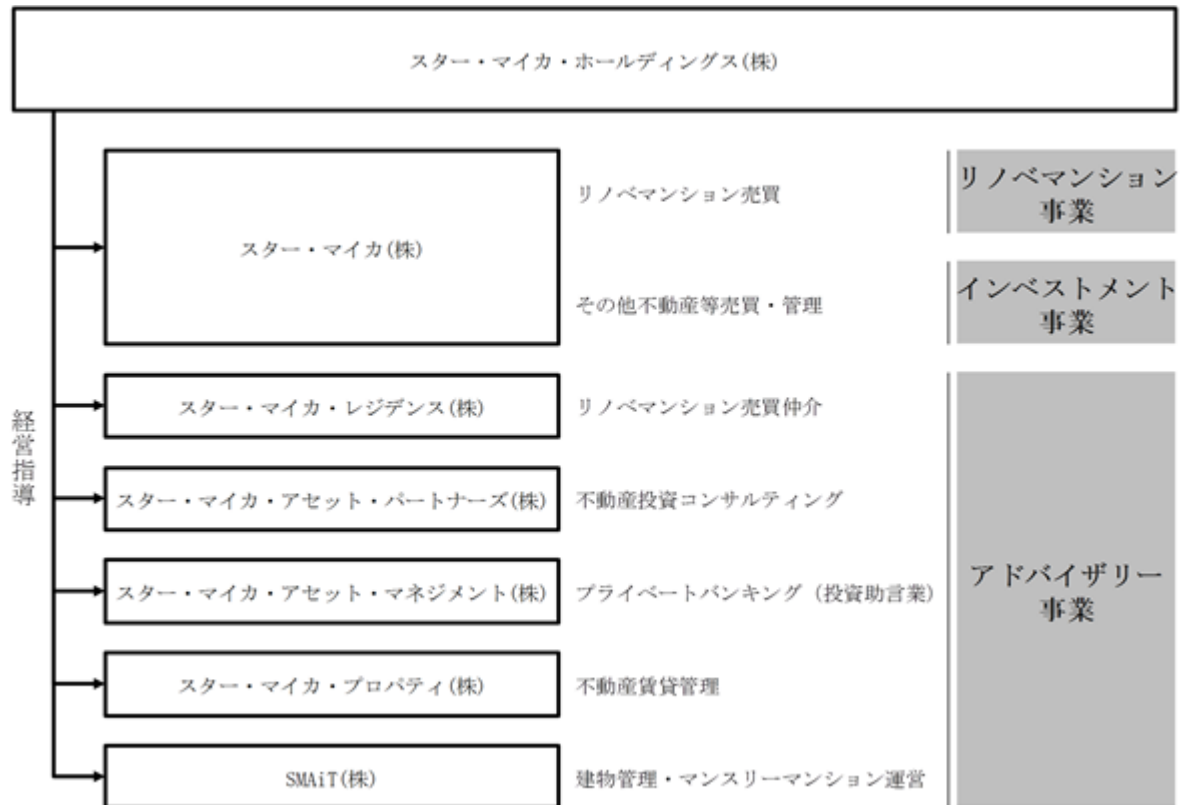 スター・マイカ・ホールディングス(株)
経営指導
スター・マイカ(株)
リノベマンション売買
リノベマンション
事業
その他不動産等売買・管理
インベストメント
事業
スター・マイカ・レジデンス(株)
リノベマンション売買仲介
スター・マイカ・アセット・パートナーズ(株)
不動産投資コンサルティング
スター・マイカ・アセット・マネジメント(株)
プライベートバンキング（投資助言業）
スター・マイカ・プロパティ(株)
不動産賃貸管理
SMAiT(株)
建物管理・マンスリーマンション運営
アドバイザリー
事業